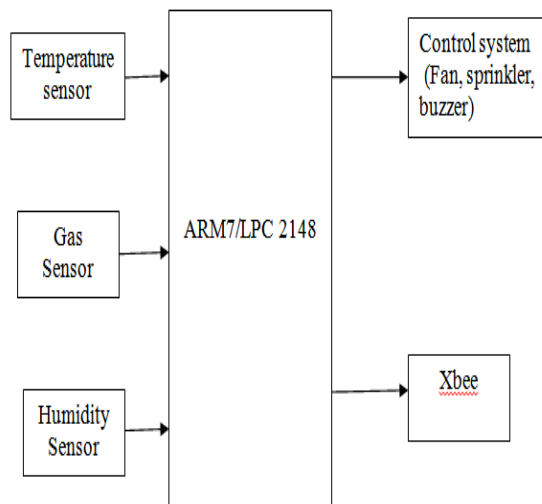 Temperature
sensor
Gas
Sensor
Humidity
Sensor
ARM7/LPC 2148
Control system
(Fan, sprinkler,
buzzer)
Xbee